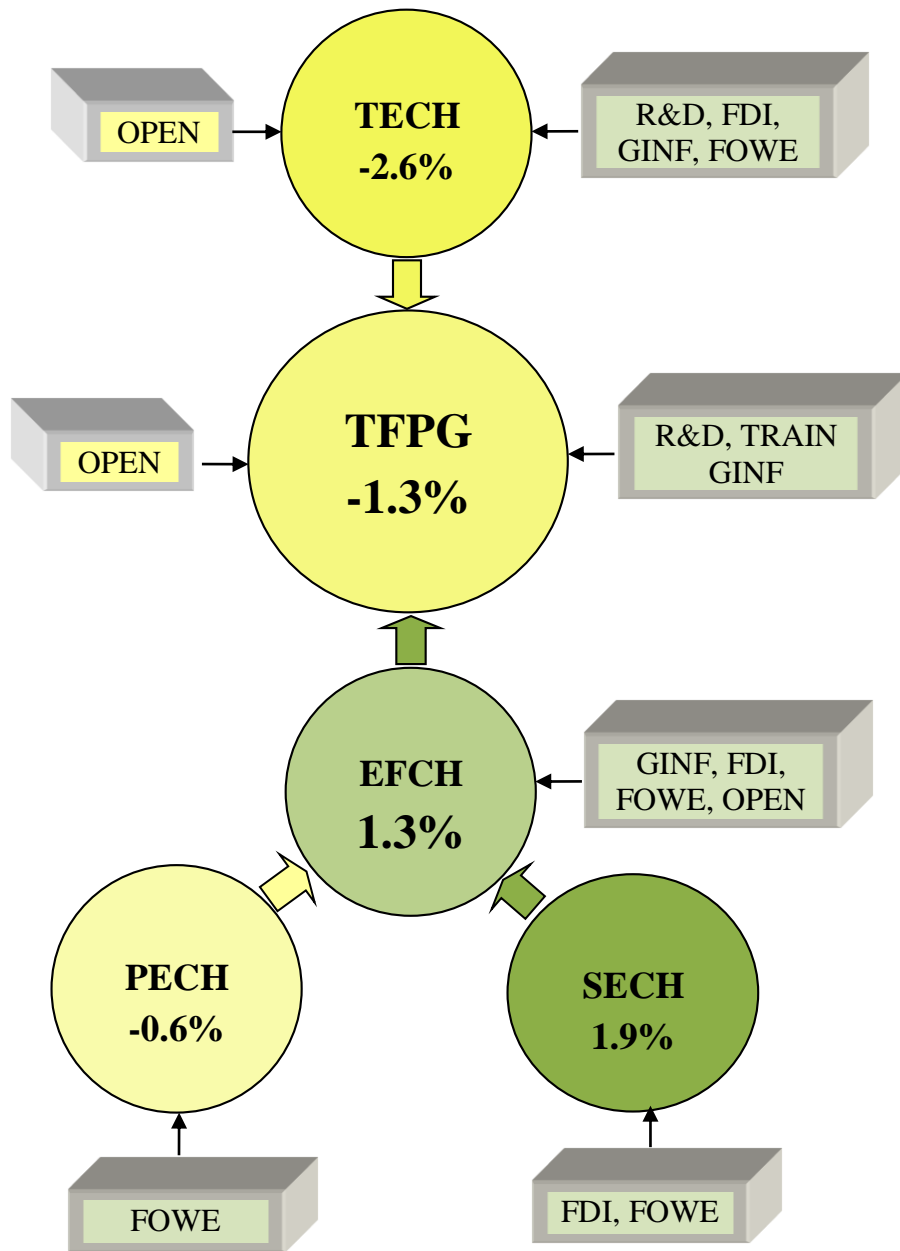 TECH
-2.6%
OPEN
R&D, FDI,
GINF, FOWE
TFPG
-1.3%
OPEN
R&D, TRAIN
GINF
EFCH
1.3%
GINF, FDI,
FOWE, OPEN
PECH
-0.6%
SECH
1.9%
FOWE
FDI, FOWE